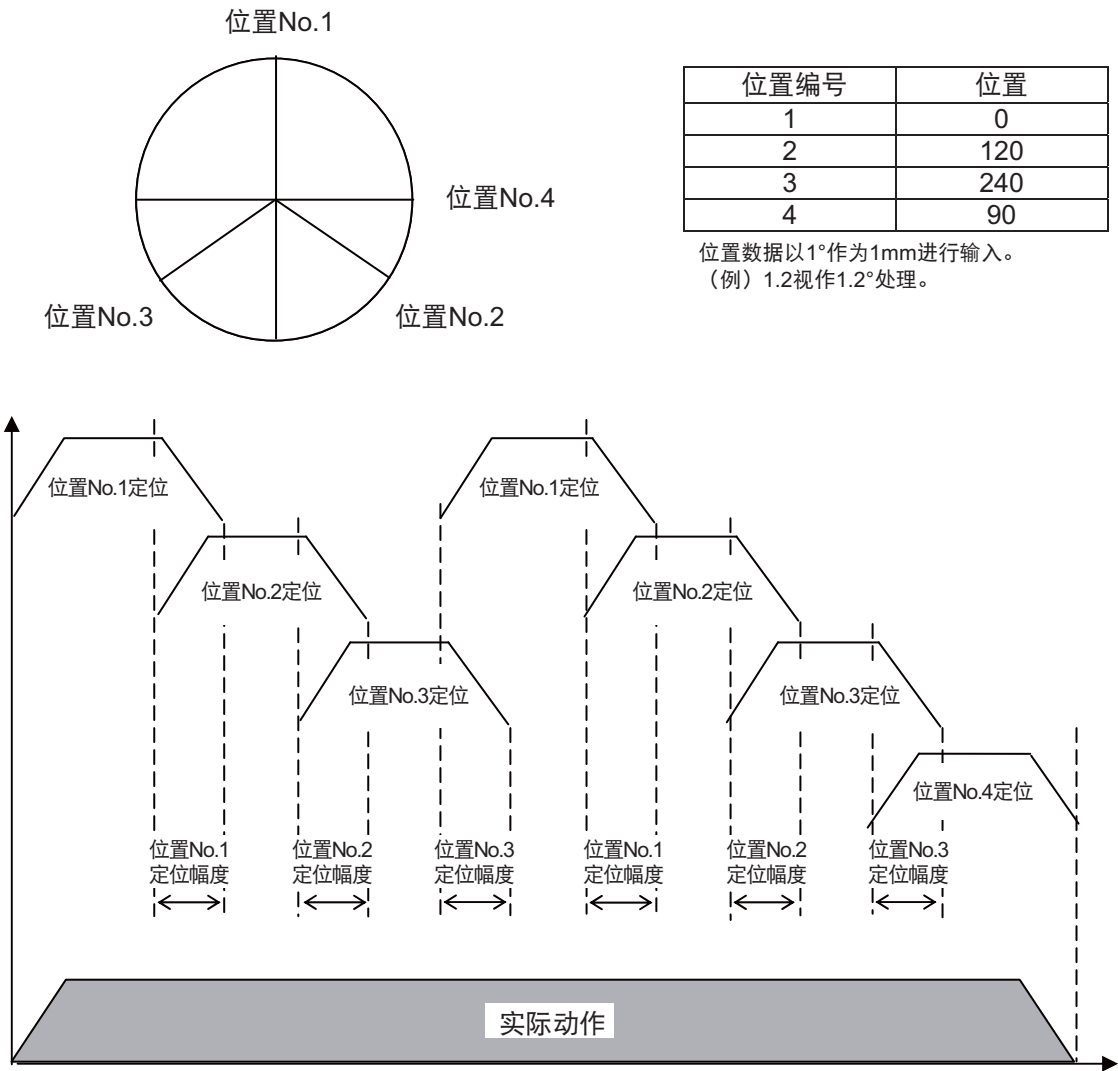 位置No.1
位置No.4
位置No.3
位置No.2
位置编号 位置
1 0
2 120
3 240
4 90
位置数据以1°作为1mm进行输入。
（例）1.2视作1.2°处理。
位置No.1定位
位置No.1定位
位置No.2定位
位置No.2定位
位置No.3定位
位置No.3定位
位置No.4定位
位置No.1
定位幅度
位置No.2
定位幅度
位置No.3
定位幅度
位置No.1
定位幅度
位置No.2
定位幅度
位置No.3
定位幅度
实际动作